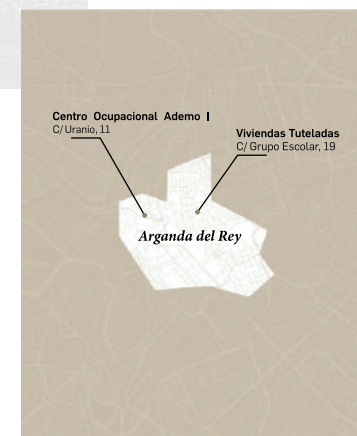 Centro Ocupacional Ademo I
C/ Uranio, 11
Viviendas Tuteladas
C/ Grupo Escolar, 19
Arganda del Rey